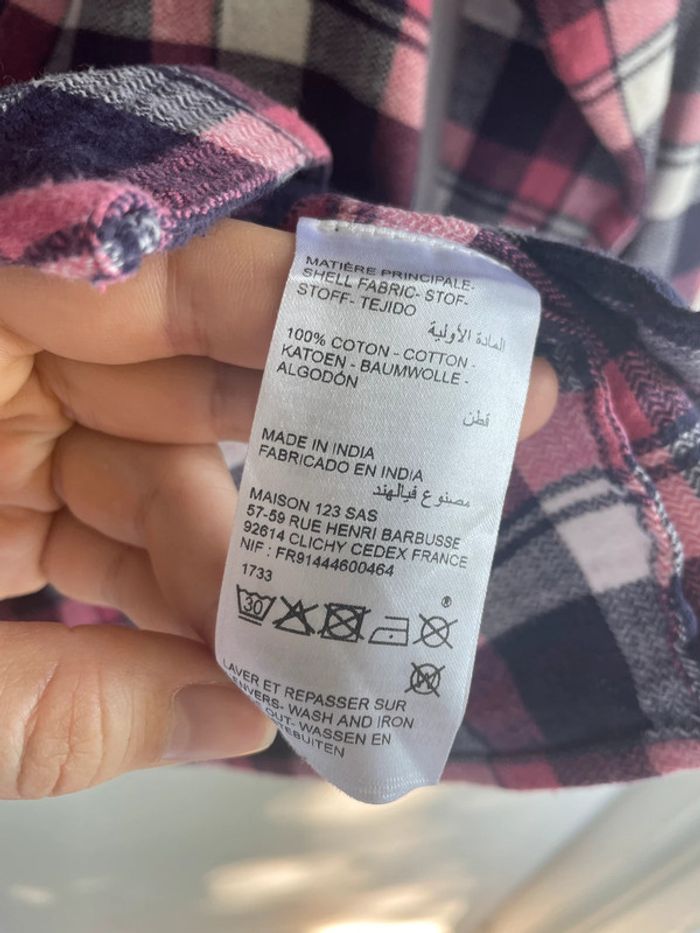 MATIÈRE PRINCIPALE-
SHELL FABRIC- STOF-
STOFF- TEJIDO
المادة الأولية
100% COTON - COTTON -
KATOEN - BAUMWOLLE -
ALGODÓN
قطن
MADE IN INDIA
FABRICADO EN INDIA
مصنوع فيالهند
MAISON 123 SAS
57-59 RUE HENRI BARBUSSE
92614 CLICHY CEDEX FRANCE
NIF : FR91444600464
1733
30
®
W
LAVER ET REPASSER SUR
ENVERS- WASH AND IRON
OUT- WASSEN EN